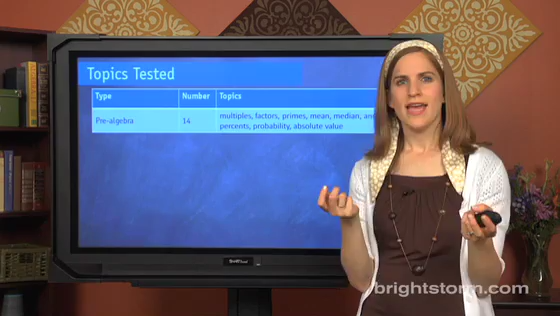 Topics Tested
Type Number Topics
Pre-algebra 14 multiples, factors, primes, mean, median,
percents, probability, absolute value
brightstorm.com